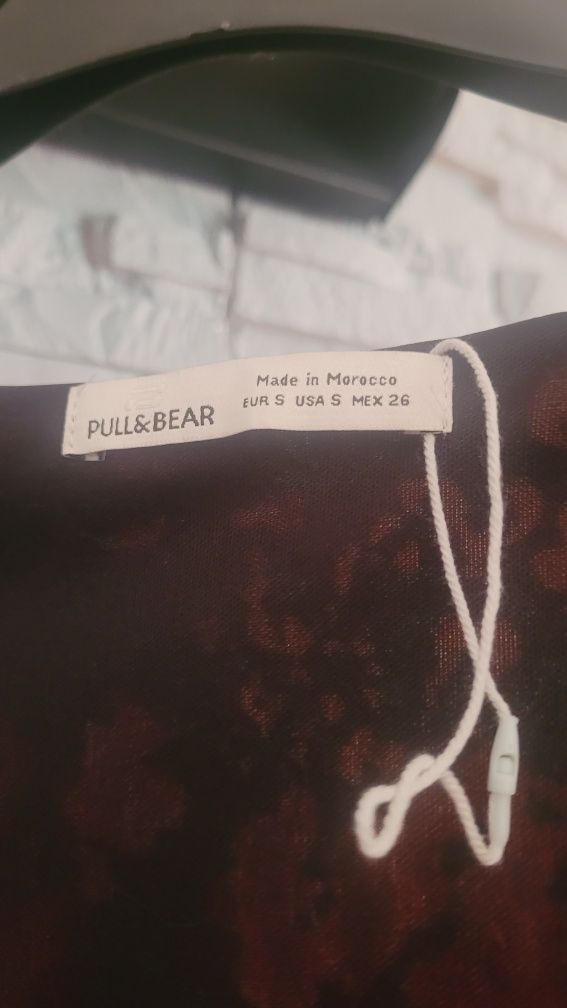 PULL&BEAR
Made in Morocco
EUR S USA S MEX 26